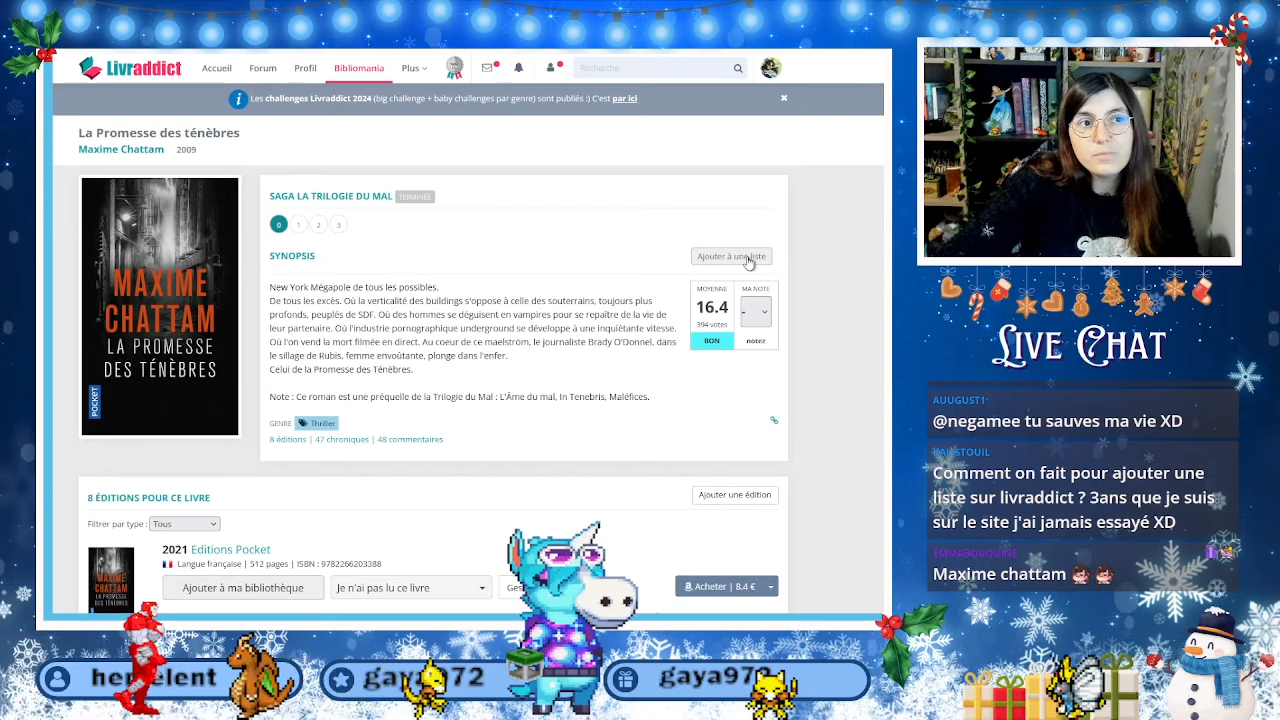 Livraddict
Accueil
Forum
Profil
Bibliomania
Plus
Recherche
Les challenges Livraddict 2024 (big challenge + baby challenges par genre) sont publiés :) C'est par ici
La Promesse des ténèbres
Maxime Chattam 2009
MAXIME
CHATTAM
LA PROMESSE
DES TÉNÈBRES
POCKET
SAGA LA TRILOGIE DU MAL TERMINÉE
0 1 2 3
SYNOPSIS
Ajouter à une liste
New York Mégapole de tous les possibles.
De tous les excès. Où la verticalité des buildings s'oppose à celle des souterrains, toujours plus
profonds, peuplés de SDF. Où des hommes se déguisent en vampires pour se repaître de la vie de
leur partenaire. Où l'industrie pornographique underground se développe à une inquiétante vitesse.
Où l'on vend la mort filmée en direct. Au coeur de ce maelström, le journaliste Brady O'Donnel, dans
le sillage de Rubis, femme envoûtante, plonge dans l'enfer.
Celui de la Promesse des Ténèbres.
Note : Ce roman est une préquelle de la Trilogie du Mal : L'Âme du mal, In Tenebris, Maléfices.
MOYENNE
16.4
394 votes
BON
MA NOTE
-
notez
GENRE Thriller
8 éditions | 47 chroniques | 48 commentaires
8 ÉDITIONS POUR CE LIVRE
Ajouter une édition
Filtrer par type : Tous
MAXIME
CHATTAM
2021 Editions Pocket
Langue française | 512 pages | ISBN : 9782266203388
Ajouter à ma bibliothèque
Je n'ai pas lu ce livre
Acheter | 8.4 €
LIVE CHAT
AUUGUST1
@negamee tu sauves ma vie XD
Comment on fait pour ajouter une
liste sur livraddict ? 3ans que je suis
sur le site j'ai jamais essayé XD
EMMABOUQUINE
Maxime chattam